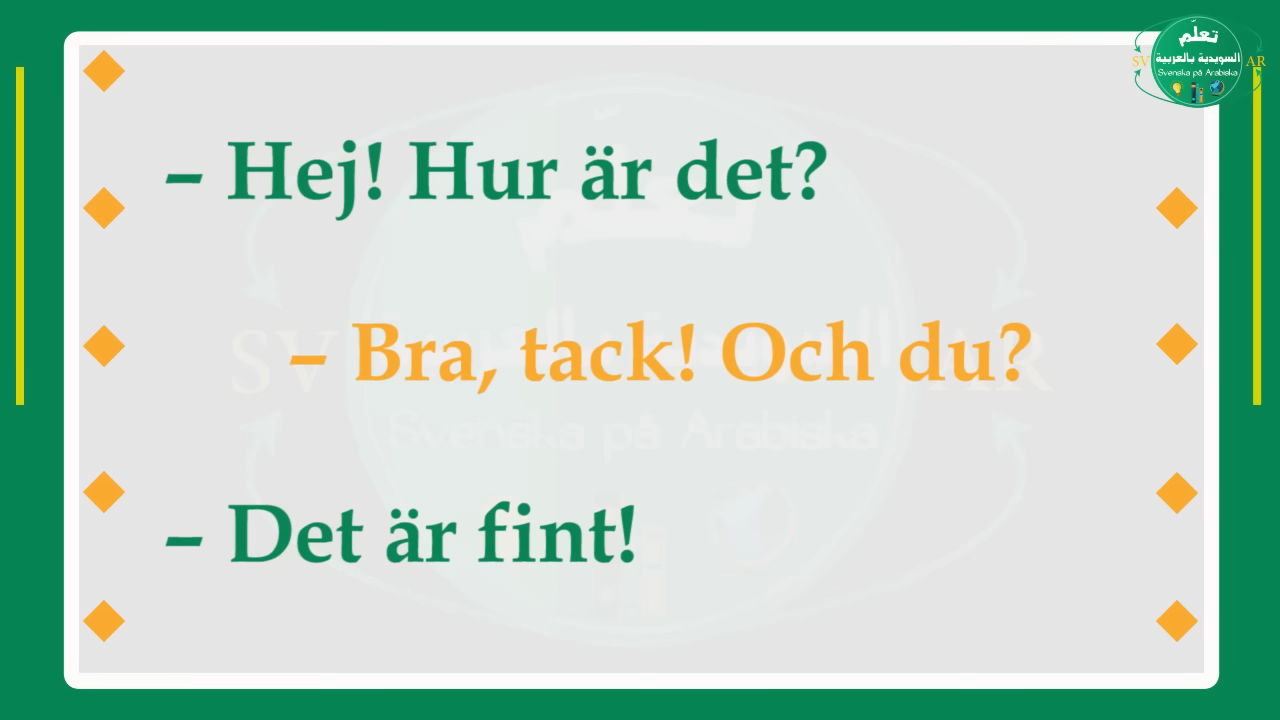 تعلّم
SV السويدية بالعربية AR
Svenska på Arabiska
– Hej! Hur är det?
– Bra, tack! Och du?
– Det är fint!